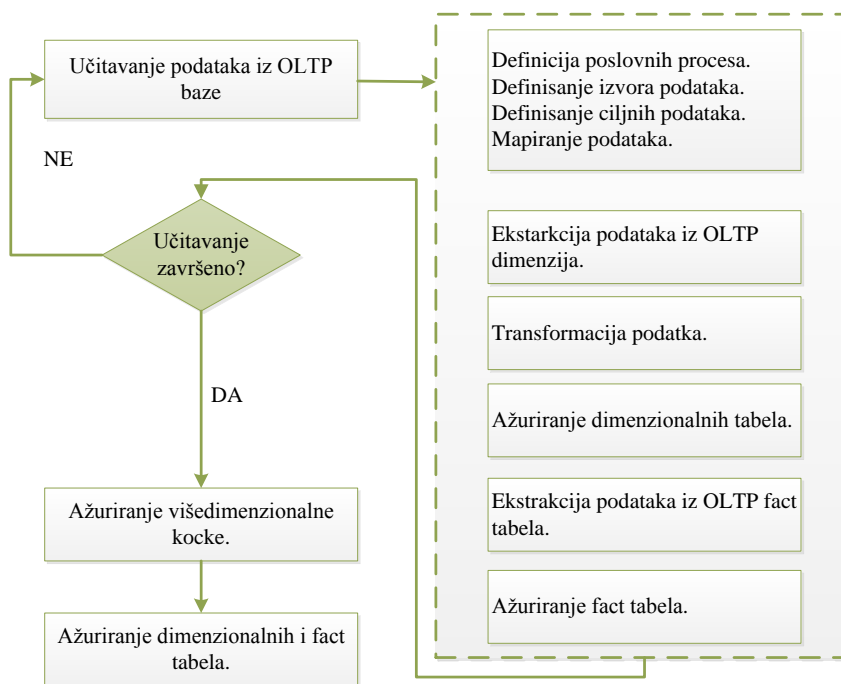 Učitavanje podataka iz OLTP
baze
Definicija poslovnih procesa.
Definisanje izvora podataka.
Definisanje ciljnih podataka.
Mapiranje podataka.
NE
Učitavanje
završeno?
Ekstarkcija podataka iz OLTP
dimenzija.
Transformacija podatka.
DA
Ažuriranje dimenzionalnih tabela.
Ažuriranje višedimenzionalne
kocke.
Ekstrakcija podataka iz OLTP fact
tabela.
Ažuriranje fact tabela.
Ažuriranje dimenzionalnih i fact
tabela.